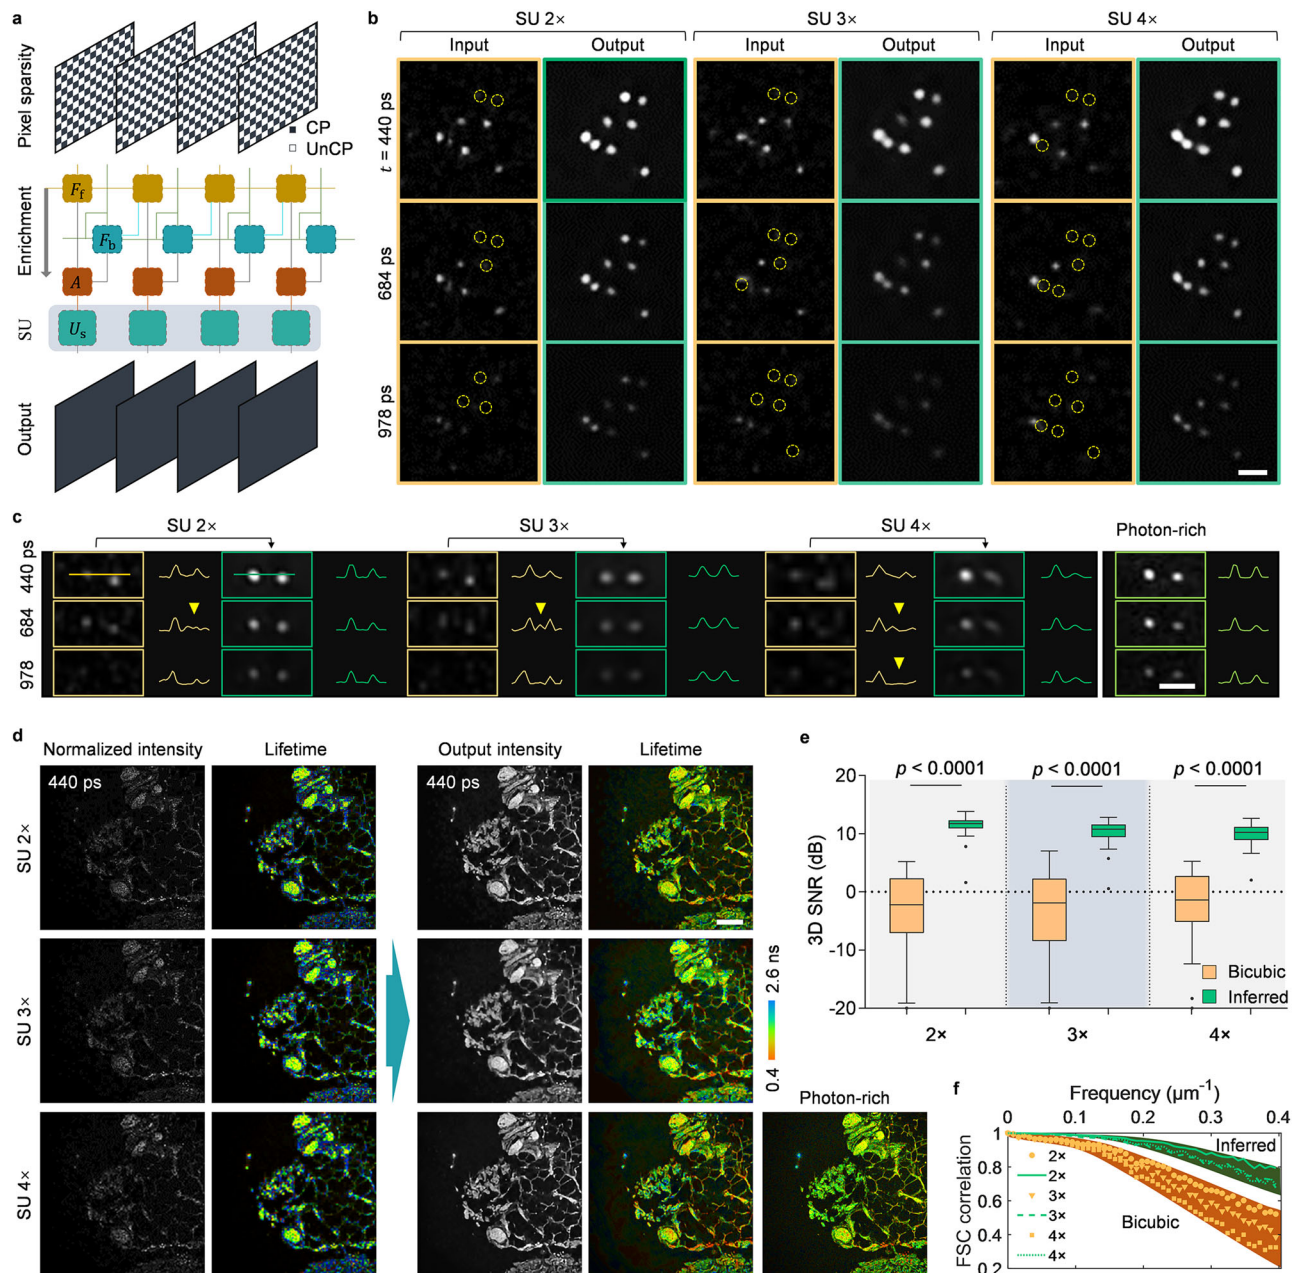 a
Pixel sparsity
CP
UnCP
Enrichment
F_f
F_b
A
SU
U_s
Output
b
SU 2× SU 3× SU 4×
Input Output Input Output Input Output
t = 440 ps
684 ps
978 ps
c
SU 2× SU 3× SU 4× Photon-rich
440 ps
684
978
d
Normalized intensity Lifetime Output intensity Lifetime
440 ps 440 ps
SU 2×
SU 3×
SU 4×
0.4 2.6 ns
Photon-rich
e
p < 0.0001 p < 0.0001 p < 0.0001
3D SNR (dB)
20
10
0
-10
-20
Bicubic
Inferred
2× 3× 4×
f
Frequency (µm⁻¹)
0 0.1 0.2 0.3 0.4
FSC correlation
1
0.8
0.6
0.4
0.2
Inferred
2×
2×
3×
3×
4×
4×
Bicubic